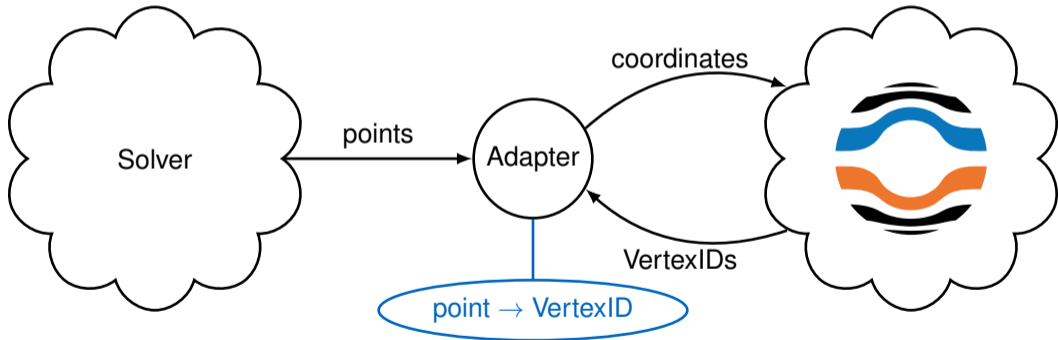 Solver
points
Adapter
coordinates
VertexIDs
point → VertexID